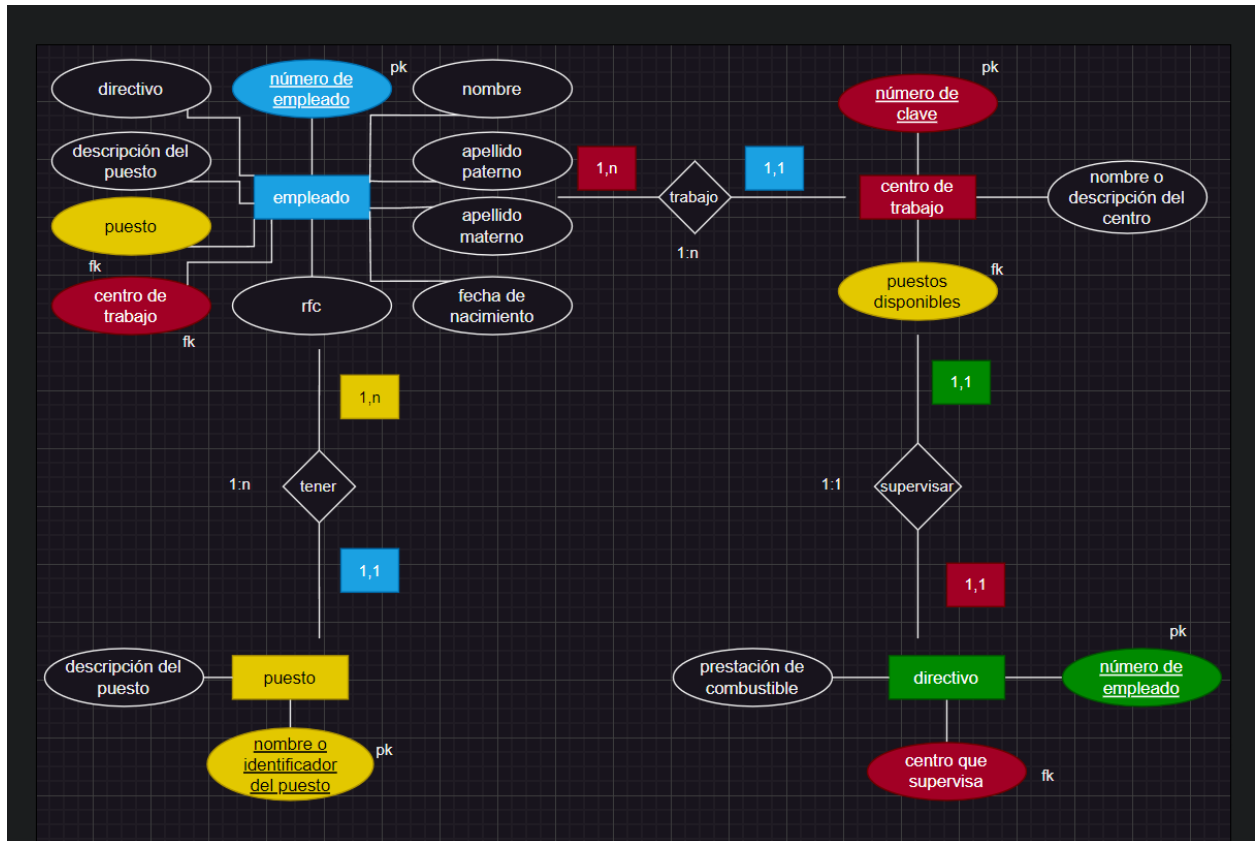 directivo
número de
empleado
pk
nombre
pk
número de
clave
descripción del
puesto
apellido
paterno
1,n
1,1
empleado
trabajo
centro de
trabajo
nombre o
descripción del
centro
puesto
apellido
materno
1:n
fk
fk
centro de
trabajo
rfc
fecha de
nacimiento
puestos
disponibles
fk
1,n
1,1
1:n
tener
1:1
supervisar
1,1
1,1
pk
descripción del
puesto
puesto
prestación de
combustible
directivo
número de
empleado
nombre o
identificador
del puesto
pk
centro que
supervisa
fk